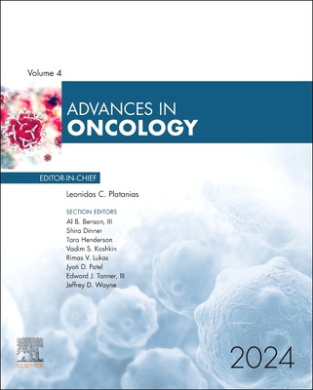 Volume 4
ADVANCES IN
ONCOLOGY
EDITOR-IN-CHIEF
Leonidas C. Platanias
SECTION EDITORS
Al B. Benson, III
Shira Dinner
Tara Henderson
Vadim S. Koshkin
Rimas V. Lukas
Jyoti D. Patel
Edward J. Tanner, III
Jeffrey D. Wayne
ELSEVIER
2024